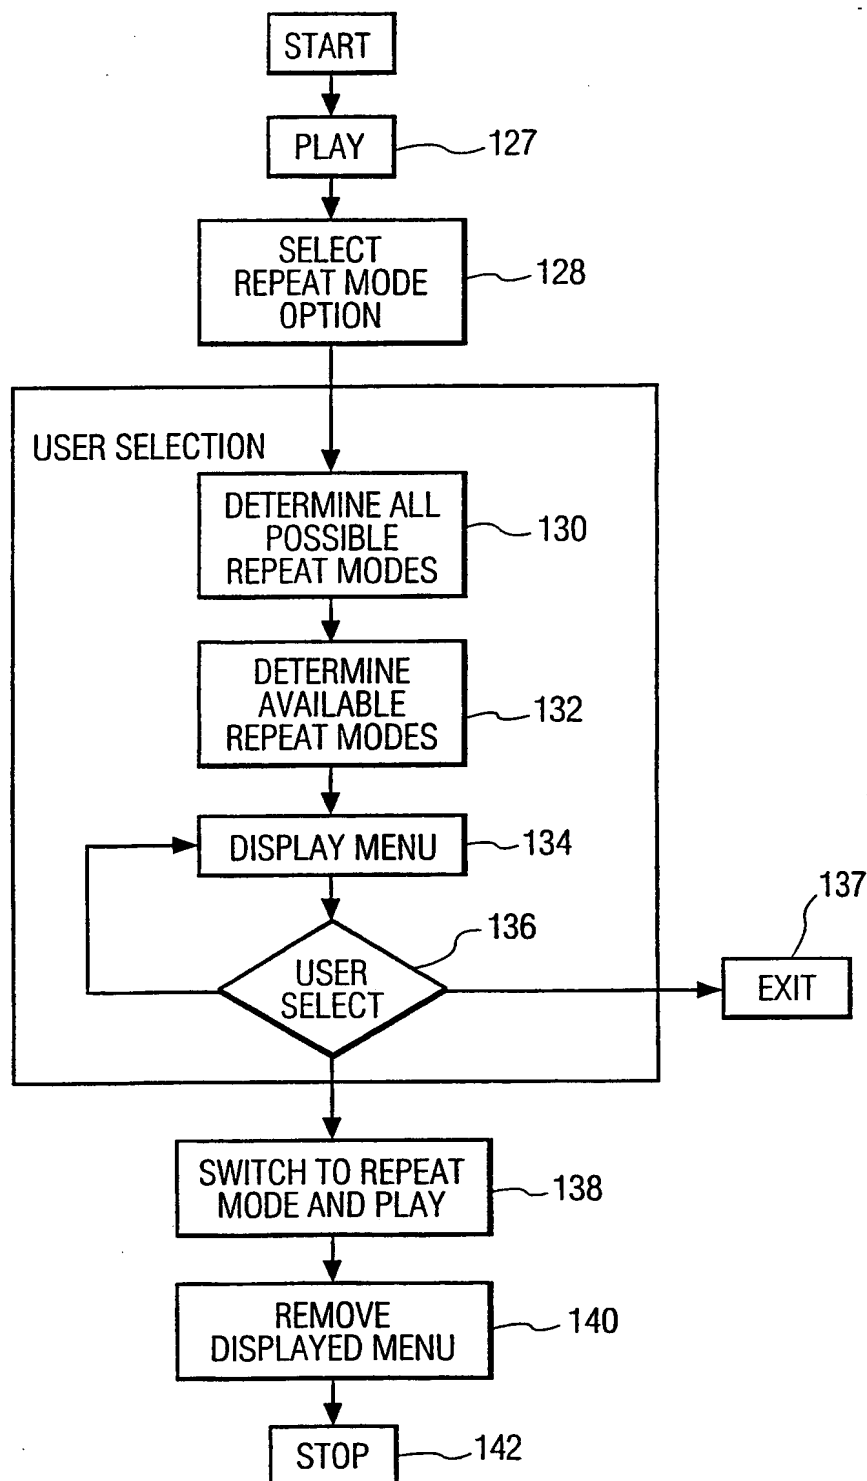 START
PLAY
127
SELECT
REPEAT MODE
OPTION
128
USER SELECTION
DETERMINE ALL
POSSIBLE
REPEAT MODES
130
DETERMINE
AVAILABLE
REPEAT MODES
132
DISPLAY MENU
134
USER
SELECT
136
EXIT
137
SWITCH TO REPEAT
MODE AND PLAY
138
REMOVE
DISPLAYED MENU
140
STOP
142